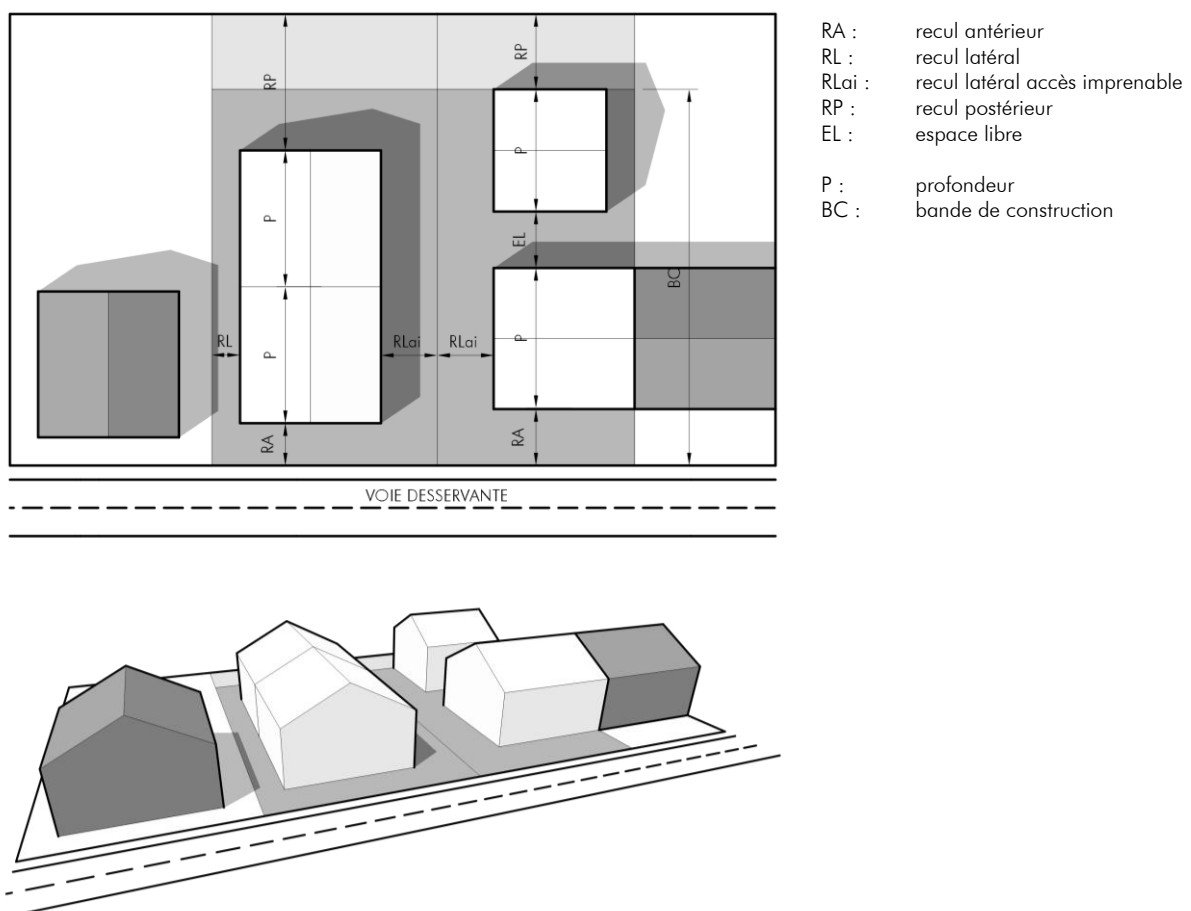 RP
RP
P
P
EL
BC
RL
RLai
RLai
P
P
RA
RA
VOIE DESSERVANTE
RA : recul antérieur
RL : recul latéral
RLai : recul latéral accès imprenable
RP : recul postérieur
EL : espace libre
P : profondeur
BC : bande de construction